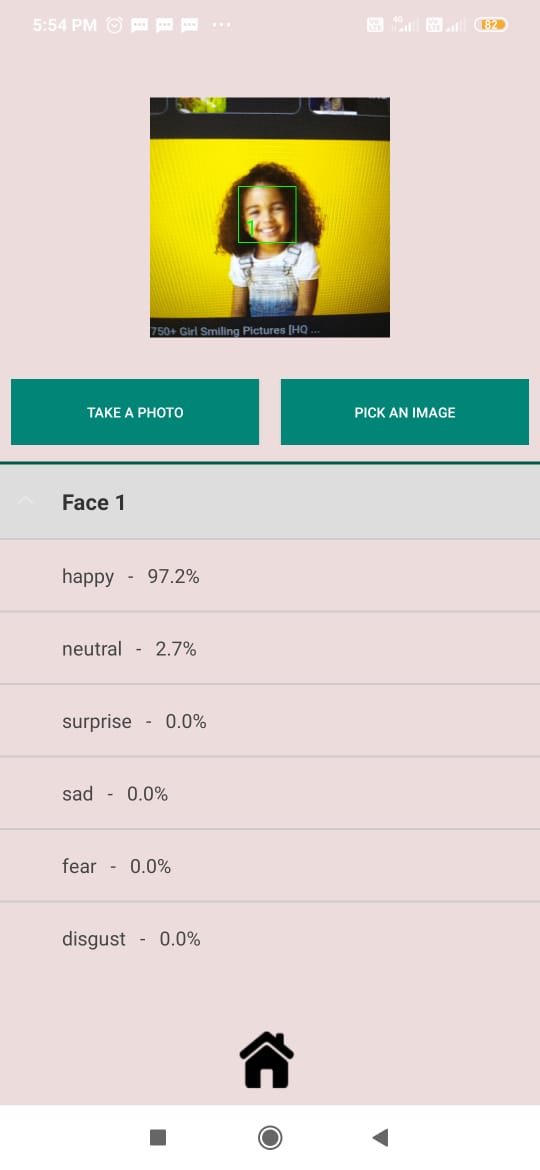 5:54 PM
82
1
750+ Girl Smiling Pictures [HQ ...
TAKE A PHOTO
PICK AN IMAGE
Face 1
happy - 97.2%
neutral - 2.7%
surprise - 0.0%
sad - 0.0%
fear - 0.0%
disgust - 0.0%